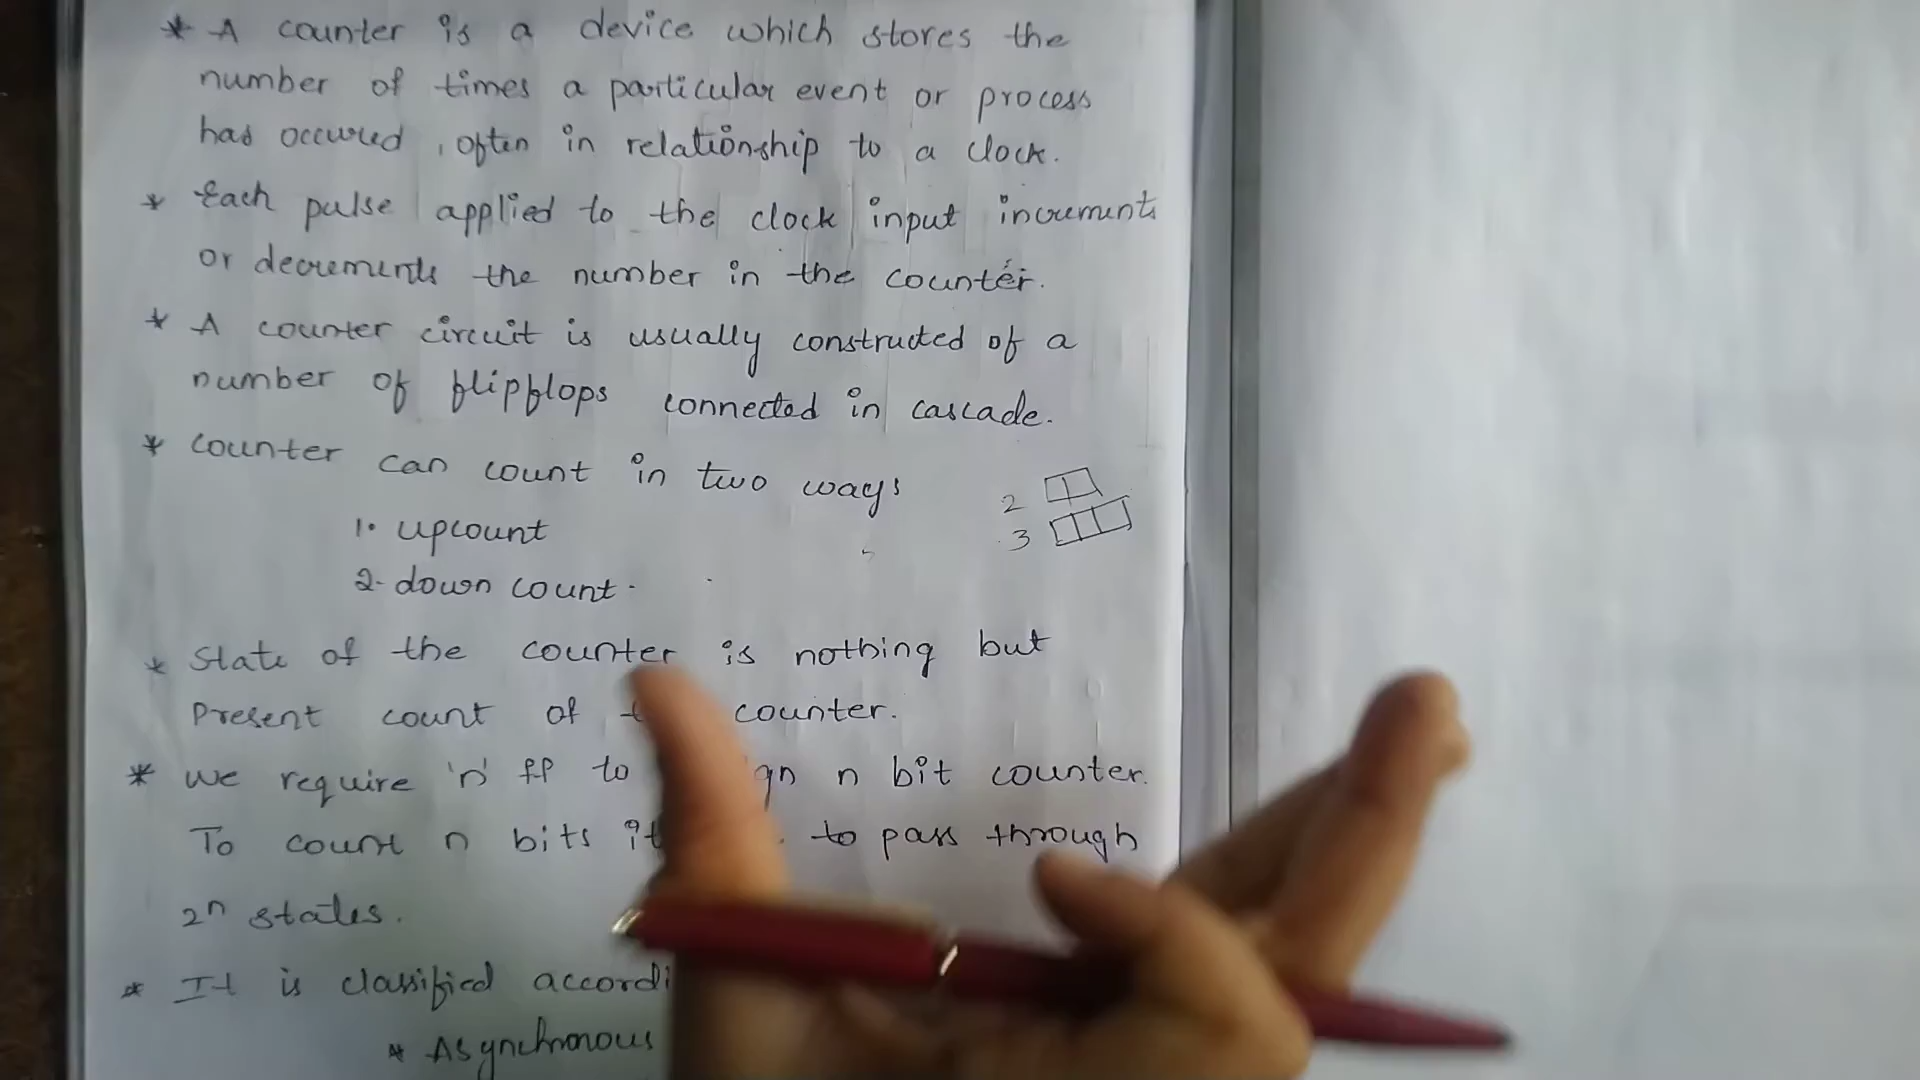 * A counter is a device which stores the
number of times a particular event or process
has occured, often in relationship to a clock.
* Each pulse applied to the clock input increments
or decrements the number in the counter.
* A counter circuit is usually constructed of a
number of flipflops connected in cascade.
* counter can count in two ways
1. upcount
2. down count.
2
3
* State of the counter is nothing but
Present count of counter.
* We require 'n' ff to n bit counter.
To count n bits it to pass through
2ⁿ states.
* It is classified
* Asynchronous